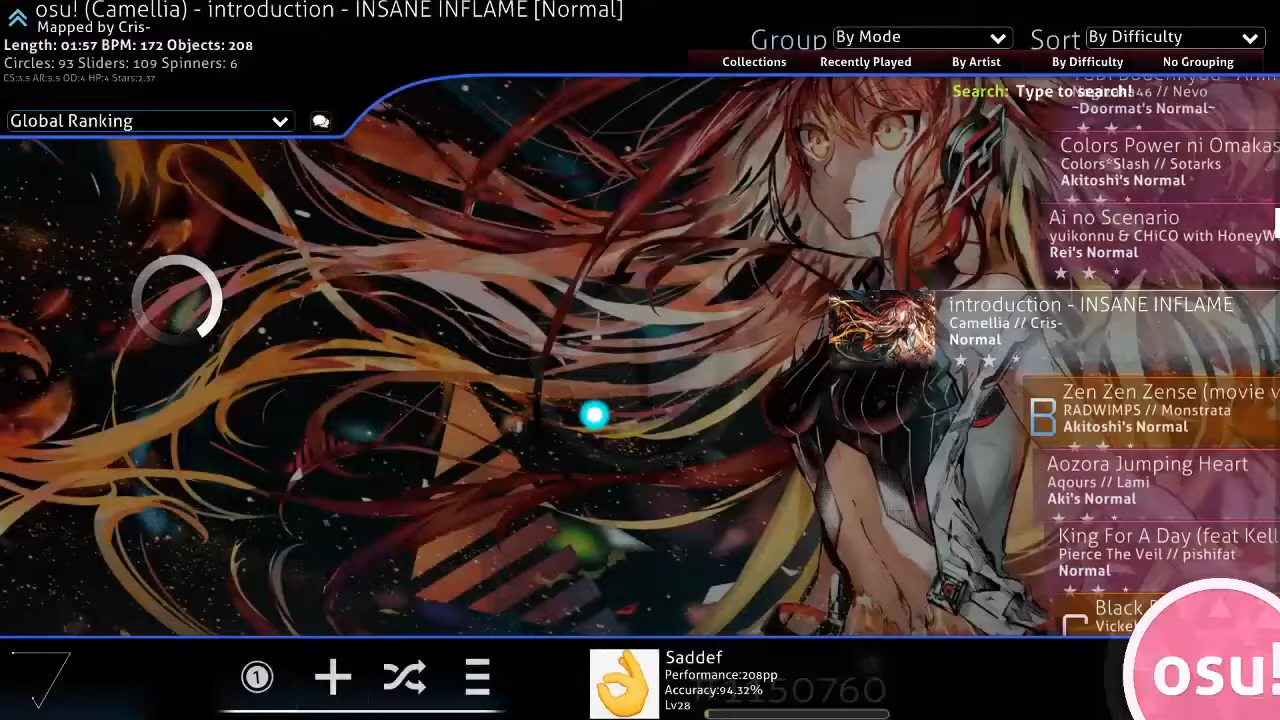 osu! (Camellia) - introduction - INSANE INFLAME [Normal]
Mapped by Cris-
Length: 01:57 BPM: 172 Objects: 208
Circles: 93 Sliders: 109 Spinners: 6
CS:3.5 AR:5.5 OD:4 HP:4 Stars:2.37
Group By Mode
Sort By Difficulty
Collections Recently Played By Artist By Difficulty No Grouping
Search: Type to search!
Global Ranking
// Nevo
~Doormat's Normal~
Colors Power ni Omakas
Colors*Slash // Sotarks
Akitoshi's Normal
Ai no Scenario
yuikonnu & CHiCO with HoneyW
Rei's Normal
introduction - INSANE INFLAME
Camellia // Cris-
Normal
Zen Zen Zense (movie v
B
RADWIMPS // Monstrata
Akitoshi's Normal
Aozora Jumping Heart
Aqours // Lami
Aki's Normal
King For A Day (feat Kell
Pierce The Veil // pishifat
Normal
Black
Vickel
1
Saddef
Performance:208pp
Accuracy:94.32%
Lv28
1150760
osu!